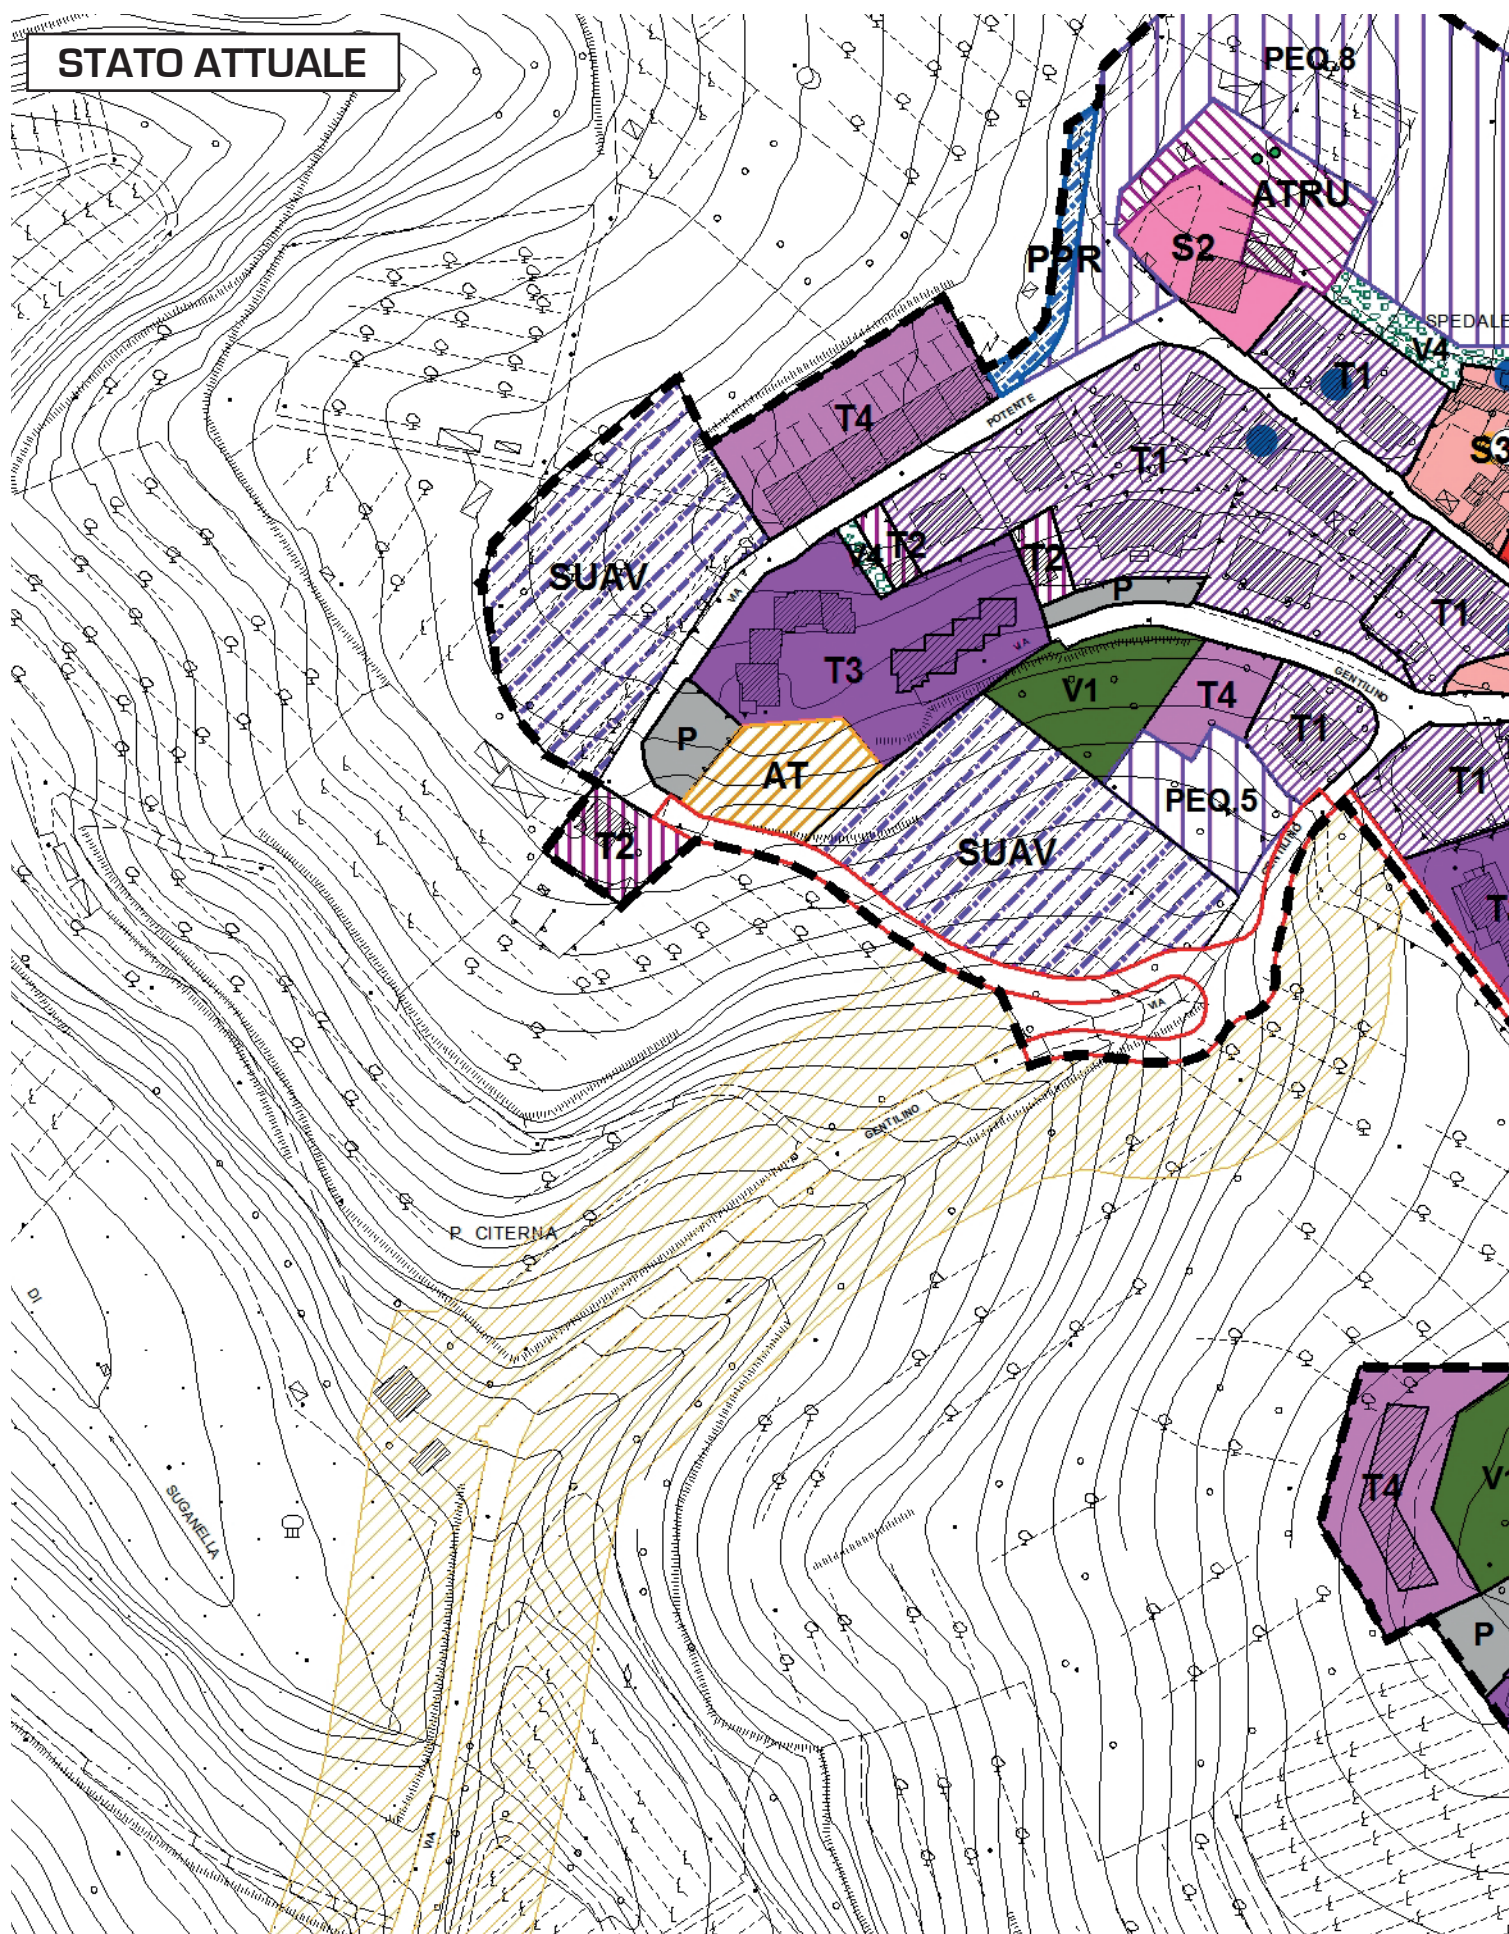 STATO ATTUALE
PEQ.8
ATRU
S2
PPR
SPEDALE
V4
T1
T4
POTENTE
S3
T1
V4
T2
T2
SUAV
VIA
P
T1
T3
VIA
V1
T4
GENTILINO
P
T1
AT
PEQ.5
T1
T2
SUAV
T
VIA
GENTILINO
P. CITERNA
DI
SUGANELLA
T4
V1
P
VIA